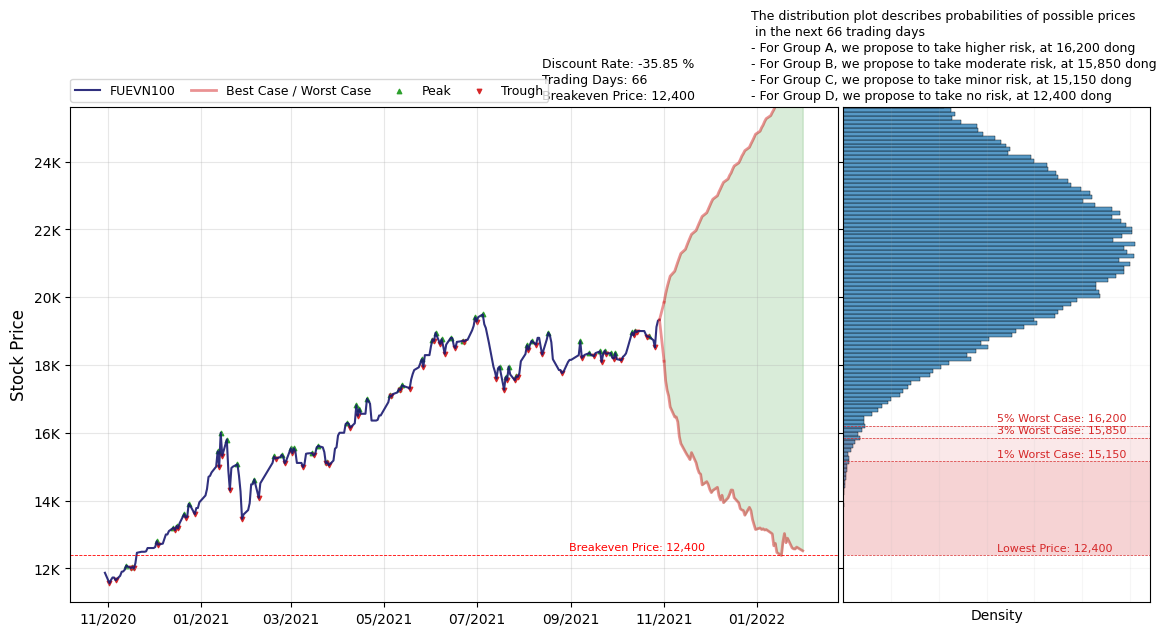 The distribution plot describes probabilities of possible prices
in the next 66 trading days
- For Group A, we propose to take higher risk, at 16,200 dong
- For Group B, we propose to take moderate risk, at 15,850 dong
- For Group C, we propose to take minor risk, at 15,150 dong
- For Group D, we propose to take no risk, at 12,400 dong
Discount Rate: -35.85 %
Trading Days: 66
Breakeven Price: 12,400
FUEVN100 Best Case / Worst Case Peak Trough
Stock Price
24K
22K
20K
18K
16K
14K
12K
Breakeven Price: 12,400
11/2020 01/2021 03/2021 05/2021 07/2021 09/2021 11/2021 01/2022
5% Worst Case: 16,200
3% Worst Case: 15,850
1% Worst Case: 15,150
Lowest Price: 12,400
Density